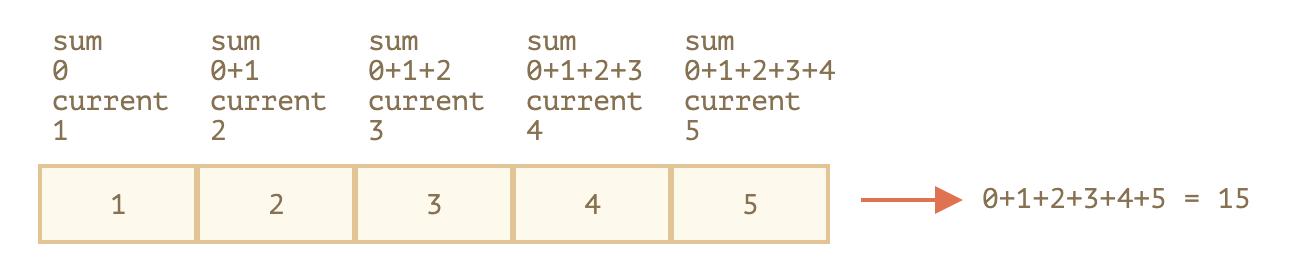 sum sum sum sum sum
0 0+1 0+1+2 0+1+2+3 0+1+2+3+4
current current current current current
1 2 3 4 5
1 2 3 4 5 0+1+2+3+4+5 = 15